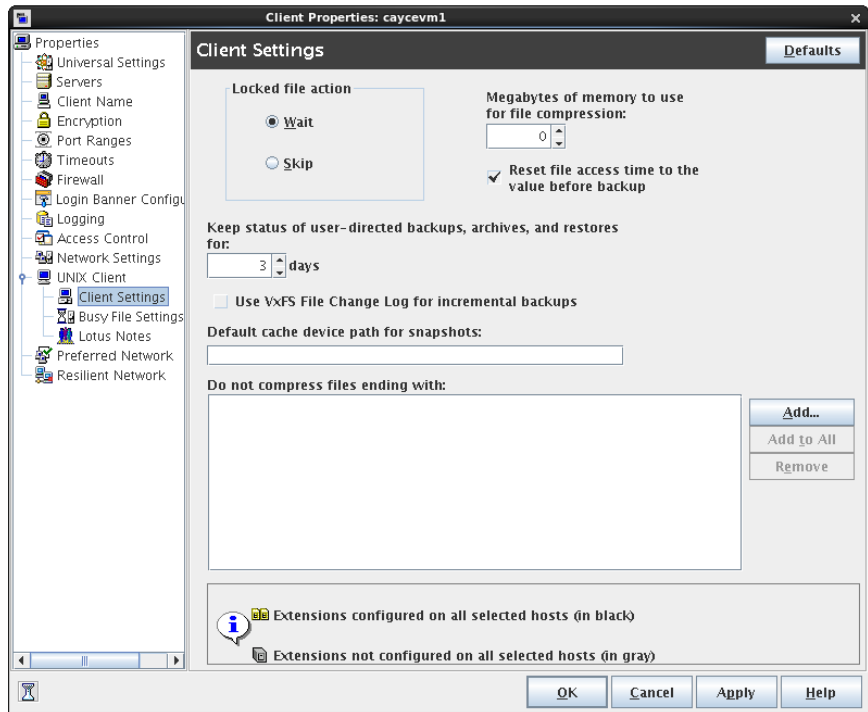 Client Properties: caycevm1
Properties
Universal Settings
Servers
Client Name
Encryption
Port Ranges
Timeouts
Firewall
Login Banner Configu
Logging
Access Control
Network Settings
UNIX Client
Client Settings
Busy File Settings
Lotus Notes
Preferred Network
Resilient Network
Client Settings
Defaults
Locked file action
Wait
Skip
Megabytes of memory to use
for file compression:
0
Reset file access time to the
value before backup
Keep status of user-directed backups, archives, and restores
for:
3 days
Use VxFS File Change Log for incremental backups
Default cache device path for snapshots:
Do not compress files ending with:
Add...
Add to All
Remove
Extensions configured on all selected hosts (in black)
Extensions not configured on all selected hosts (in gray)
OK
Cancel
Apply
Help